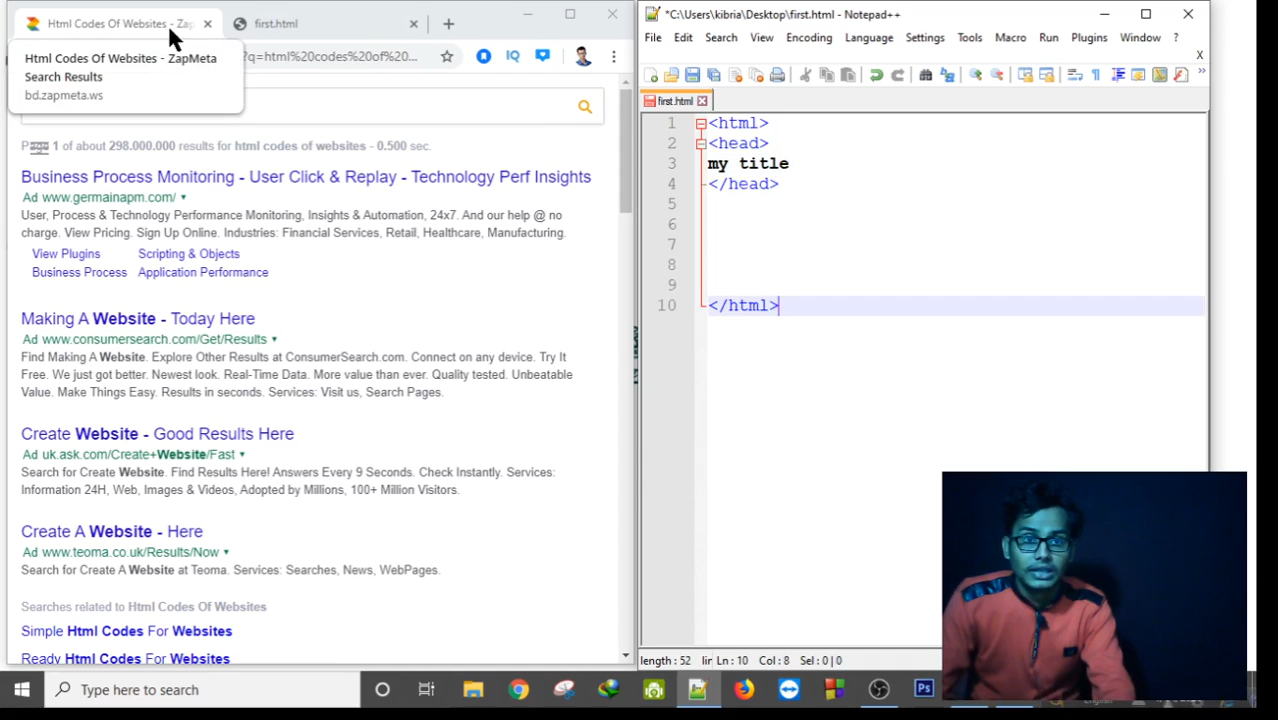 Html Codes Of Websites - Zap
first.html
Html Codes Of Websites - ZapMeta
Search Results
bd.zapmeta.ws
?q=html%20codes%20of%20...
IQ
Page 1 of about 298.000.000 results for html codes of websites - 0.500 sec.
Business Process Monitoring - User Click & Replay - Technology Perf Insights
Ad www.germainapm.com/
User, Process & Technology Performance Monitoring, Insights & Automation, 24x7. And our help @ no
charge. View Pricing. Sign Up Online. Industries: Financial Services, Retail, Healthcare, Manufacturing.
View Plugins
Scripting & Objects
Business Process
Application Performance
Making A Website - Today Here
Ad www.consumersearch.com/Get/Results
Find Making A Website. Explore Other Results at ConsumerSearch.com. Connect on any device. Try It
Free. We just got better. Newest look. Real-Time Data. More value than ever. Quality tested. Unbeatable
Value. Make Things Easy. Results in seconds. Services: Visit us, Search Pages.
Create Website - Good Results Here
Ad uk.ask.com/Create+Website/Fast
Search for Create Website. Find Results Here! Answers Every 9 Seconds. Check Instantly. Services:
Information 24H, Web, Images & Videos, Adopted by Millions, 100+ Million Visitors.
Create A Website - Here
Ad www.teoma.co.uk/Results/Now
Search for Create A Website at Teoma. Services: Searches, News, WebPages.
Searches related to Html Codes Of Websites
Simple Html Codes For Websites
Ready Html Codes For Websites
*C:\Users\kibria\Desktop\first.html - Notepad++
File Edit Search View Encoding Language Settings Tools Macro Run Plugins Window ?
X
first.html
1 <html>
2 <head>
3 my title
4 </head>
5
6
7
8
9
10 </html>
length : 52 lir Ln : 10 Col : 8 Sel : 0 | 0
Type here to search
Ps